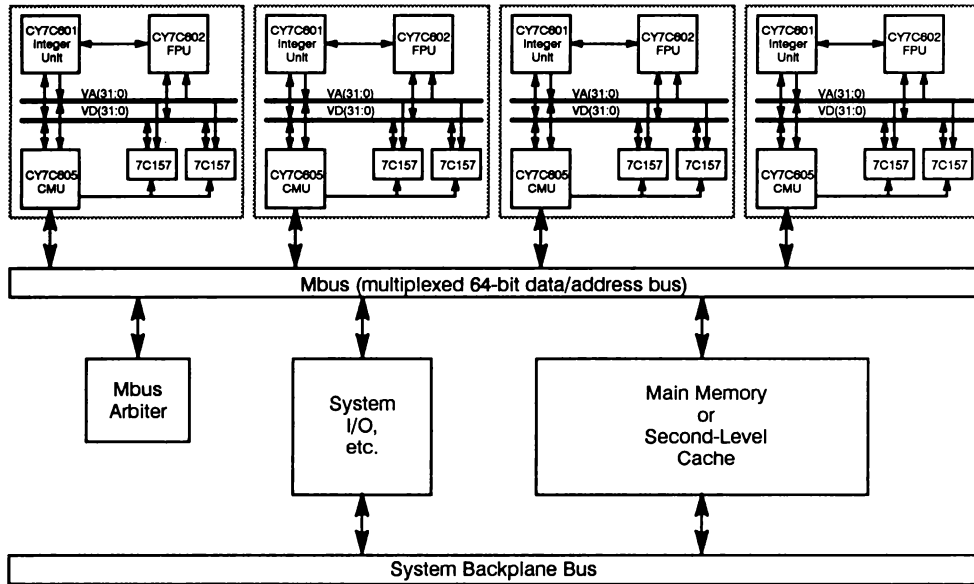 CY7C601
Integer
Unit
CY7C602
FPU
VA(31:0)
VD(31:0)
CY7C605
CMU
7C157
7C157
CY7C601
Integer
Unit
CY7C602
FPU
VA(31:0)
VD(31:0)
CY7C605
CMU
7C157
7C157
CY7C601
Integer
Unit
CY7C602
FPU
VA(31:0)
VD(31:0)
CY7C605
CMU
7C157
7C157
CY7C601
Integer
Unit
CY7C602
FPU
VA(31:0)
VD(31:0)
CY7C605
CMU
7C157
7C157
Mbus (multiplexed 64-bit data/address bus)
Mbus
Arbiter
System
I/O,
etc.
Main Memory
or
Second-Level
Cache
System Backplane Bus